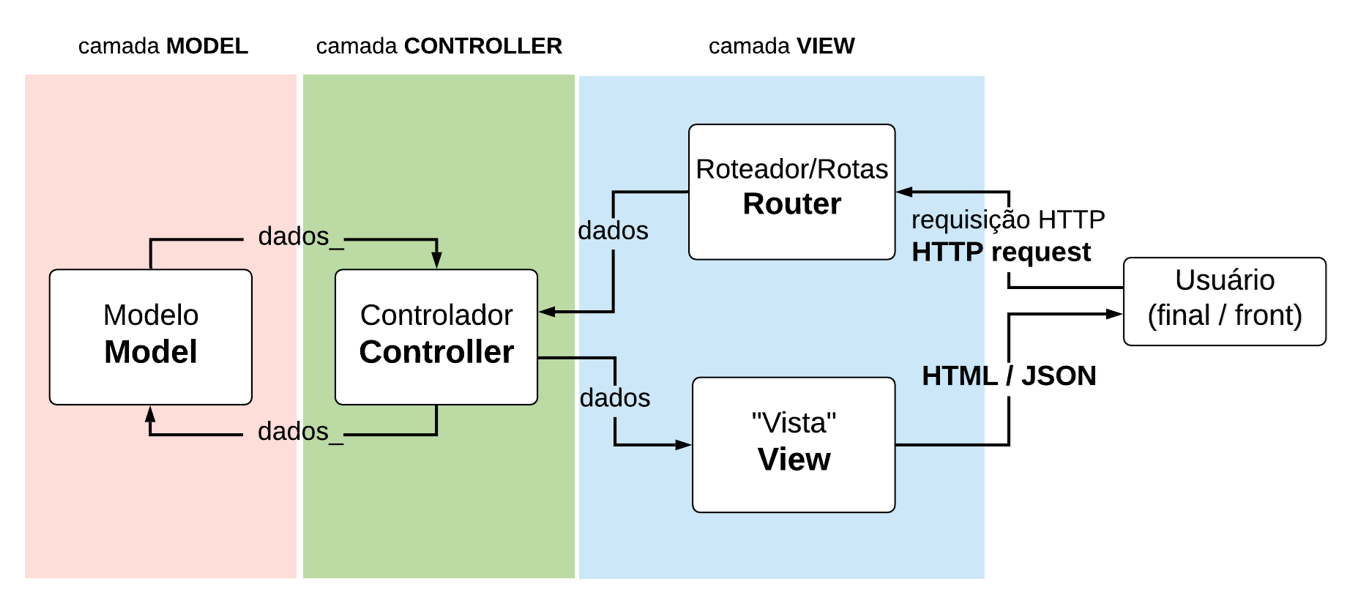 camada MODEL
camada CONTROLLER
camada VIEW
Roteador/Rotas
Router
dados_
dados
requisição HTTP
HTTP request
Modelo
Model
Controlador
Controller
Usuário
(final / front)
dados_
dados
HTML / JSON
"Vista"
View